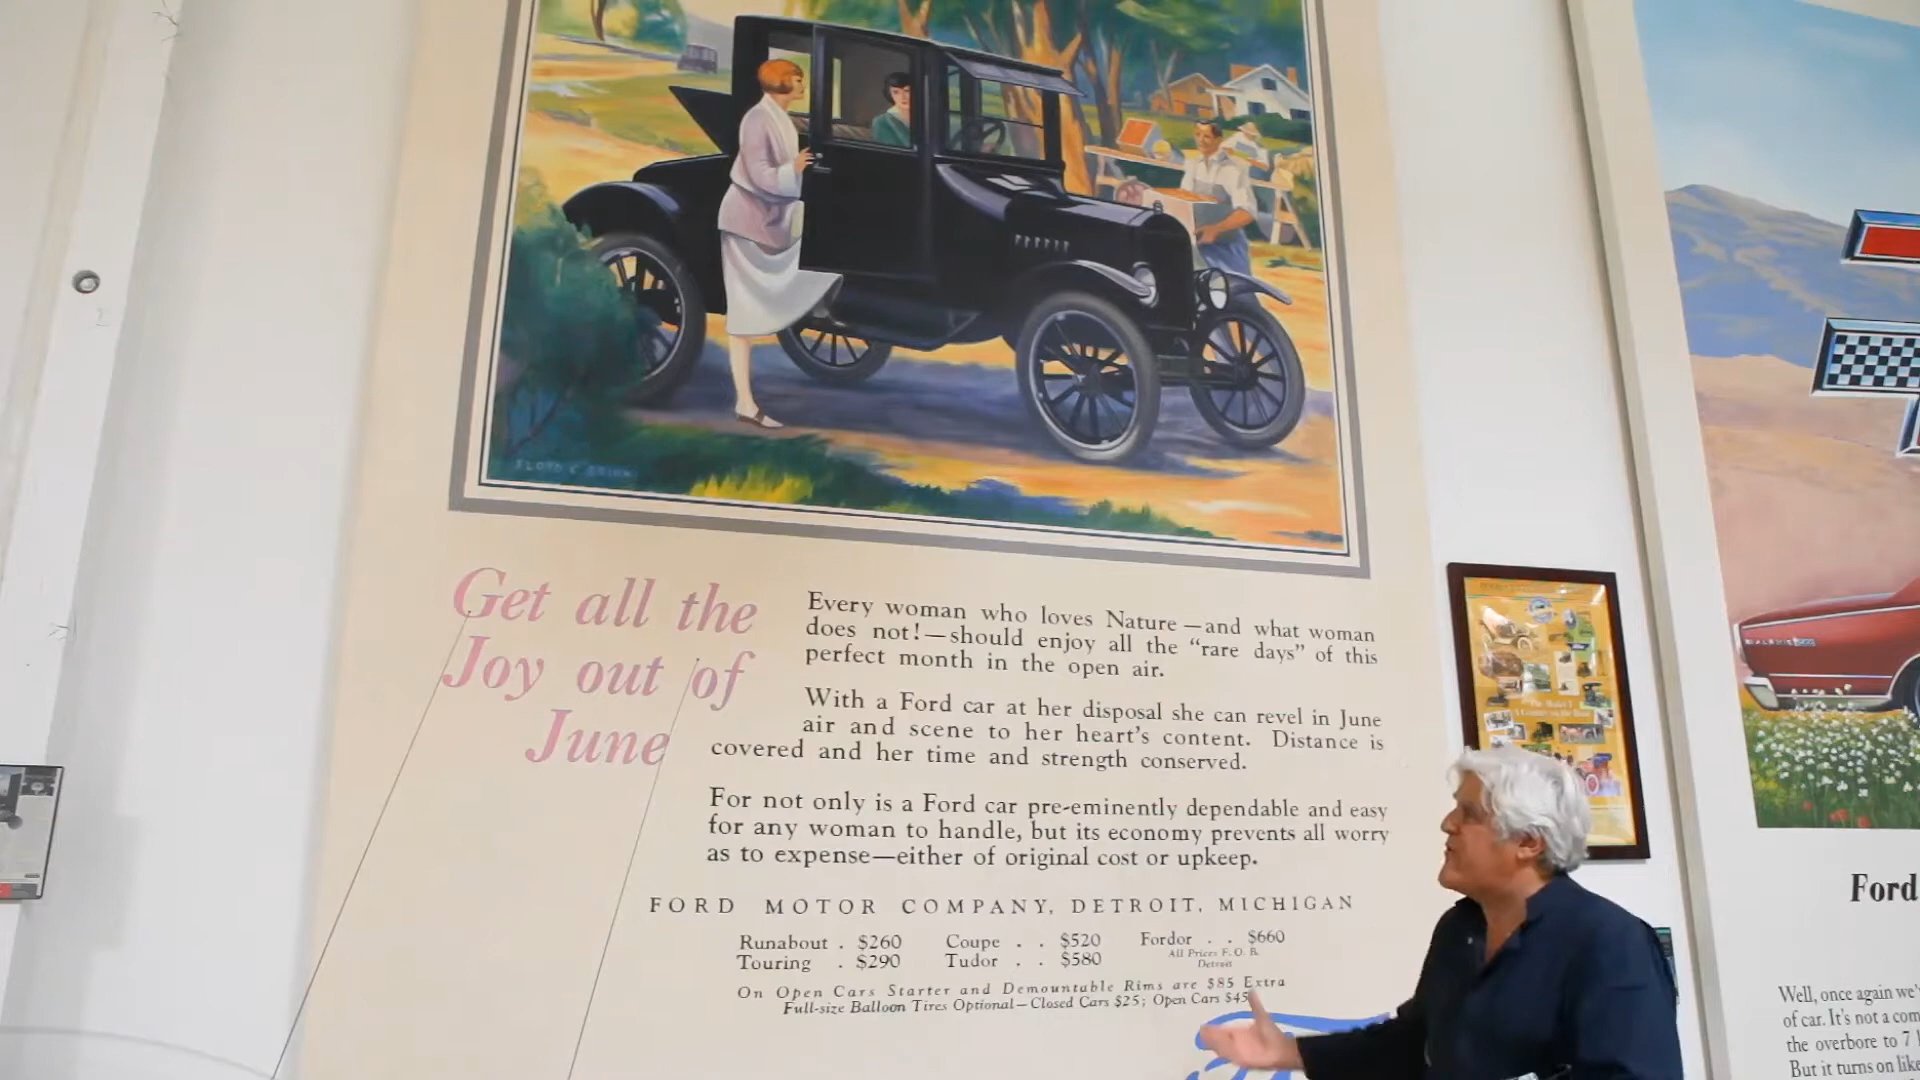 Get all the
Joy out of
June
Every woman who loves Nature—and what woman
does not!—should enjoy all the "rare days" of this
perfect month in the open air.
With a Ford car at her disposal she can revel in June
air and scene to her heart's content. Distance is
covered and her time and strength conserved.
For not only is a Ford car pre-eminently dependable and easy
for any woman to handle, but its economy prevents all worry
as to expense—either of original cost or upkeep.
FORD MOTOR COMPANY, DETROIT, MICHIGAN
Runabout . $260 Coupe . . $520 Fordor . . $660
Touring . $290 Tudor . . $580 All Prices F. O. B.
Detroit
On Open Cars Starter and Demountable Rims are $85 Extra
Full-size Balloon Tires Optional—Closed Cars $25; Open Cars $45
Ford
Well, once again we'
of car. It's not a com
the overbore to 7
But it turns on like